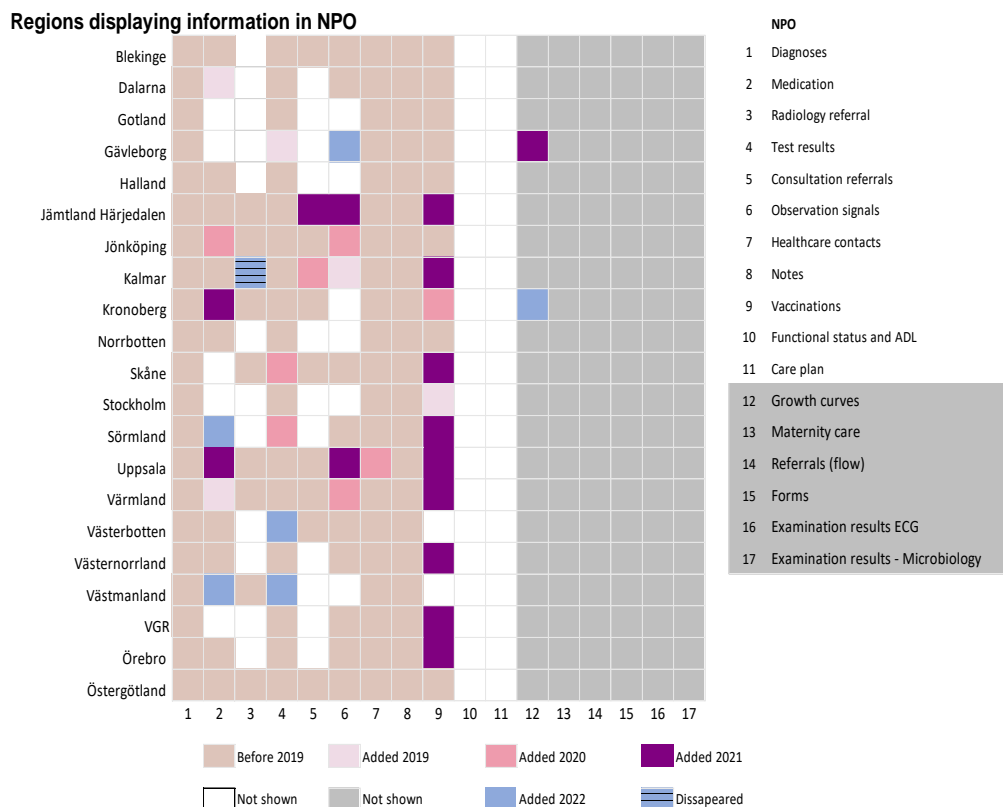 Regions displaying information in NPO
Blekinge
Dalarna
Gotland
Gävleborg
Halland
Jämtland Härjedalen
Jönköping
Kalmar
Kronoberg
Norrbotten
Skåne
Stockholm
Sörmland
Uppsala
Värmland
Västerbotten
Västernorrland
Västmanland
VGR
Örebro
Östergötland
1 2 3 4 5 6 7 8 9 10 11 12 13 14 15 16 17
Before 2019 Added 2019 Added 2020 Added 2021
Not shown Not shown Added 2022 Dissapeared
NPO
1 Diagnoses
2 Medication
3 Radiology referral
4 Test results
5 Consultation referrals
6 Observation signals
7 Healthcare contacts
8 Notes
9 Vaccinations
10 Functional status and ADL
11 Care plan
12 Growth curves
13 Maternity care
14 Referrals (flow)
15 Forms
16 Examination results ECG
17 Examination results - Microbiology